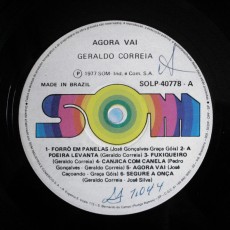 AGORA VAI
GERALDO CORREIA
℗ 1977 SOM Ind. e Com. S.A.
MADE IN BRAZIL
SOLP 40778 - A
SOM
1- FORRÓ EM PANELAS (José Gonçalves - Graça Góis) 2- A
POEIRA LEVANTA (Geraldo Correia) 3- FUXIQUEIRO
(Geraldo Correia) 4- CANJICA COM CANELA (Pedro
Gonçalves - Geraldo Correia) 5- AGORA VAI (José
Capoando - Graça Góis) 6- SEGURE A ONÇA
(Geraldo Correia - José Silva)